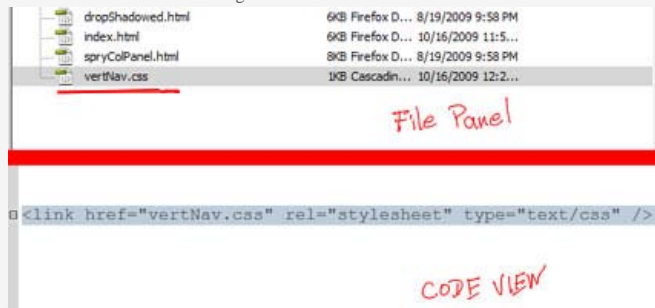 dropShadowed.html 6KB Firefox D... 8/19/2009 9:58 PM
index.html 6KB Firefox D... 10/16/2009 11:5...
spryColPanel.html 8KB Firefox D... 8/19/2009 9:58 PM
vertNav.css 1KB Cascadin... 10/16/2009 12:2...
File Panel
<link href="vertNav.css" rel="stylesheet" type="text/css" />
CODE VIEW